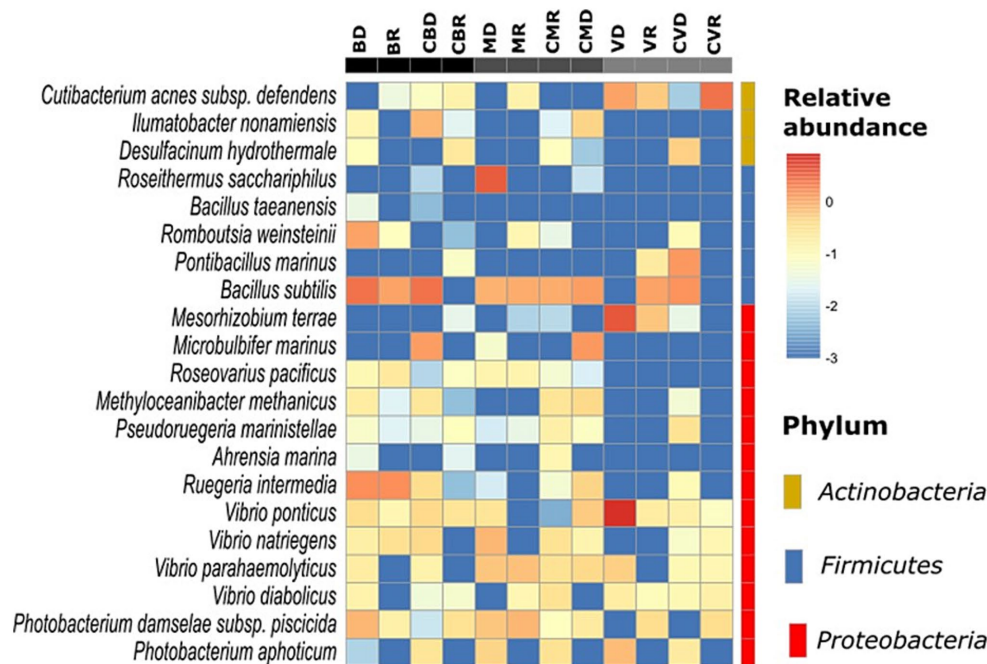 BD BR CBD CBR MD MR CMR CMD VD VR CVD CVR
Cutibacterium acnes subsp. defendens
Ilumatobacter nonamiensis
Desulfacinum hydrothermale
Roseithermus sacchariphilus
Bacillus taeanensis
Romboutsia weinsteinii
Pontibacillus marinus
Bacillus subtilis
Mesorhizobium terrae
Microbulbifer marinus
Roseovarius pacificus
Methyloceanibacter methanicus
Pseudoruegeria marinistellae
Ahrensia marina
Ruegeria intermedia
Vibrio ponticus
Vibrio natriegens
Vibrio parahaemolyticus
Vibrio diabolicus
Photobacterium damselae subsp. piscicida
Photobacterium aphoticum
Relative
abundance
0
-1
-2
-3
Phylum
Actinobacteria
Firmicutes
Proteobacteria